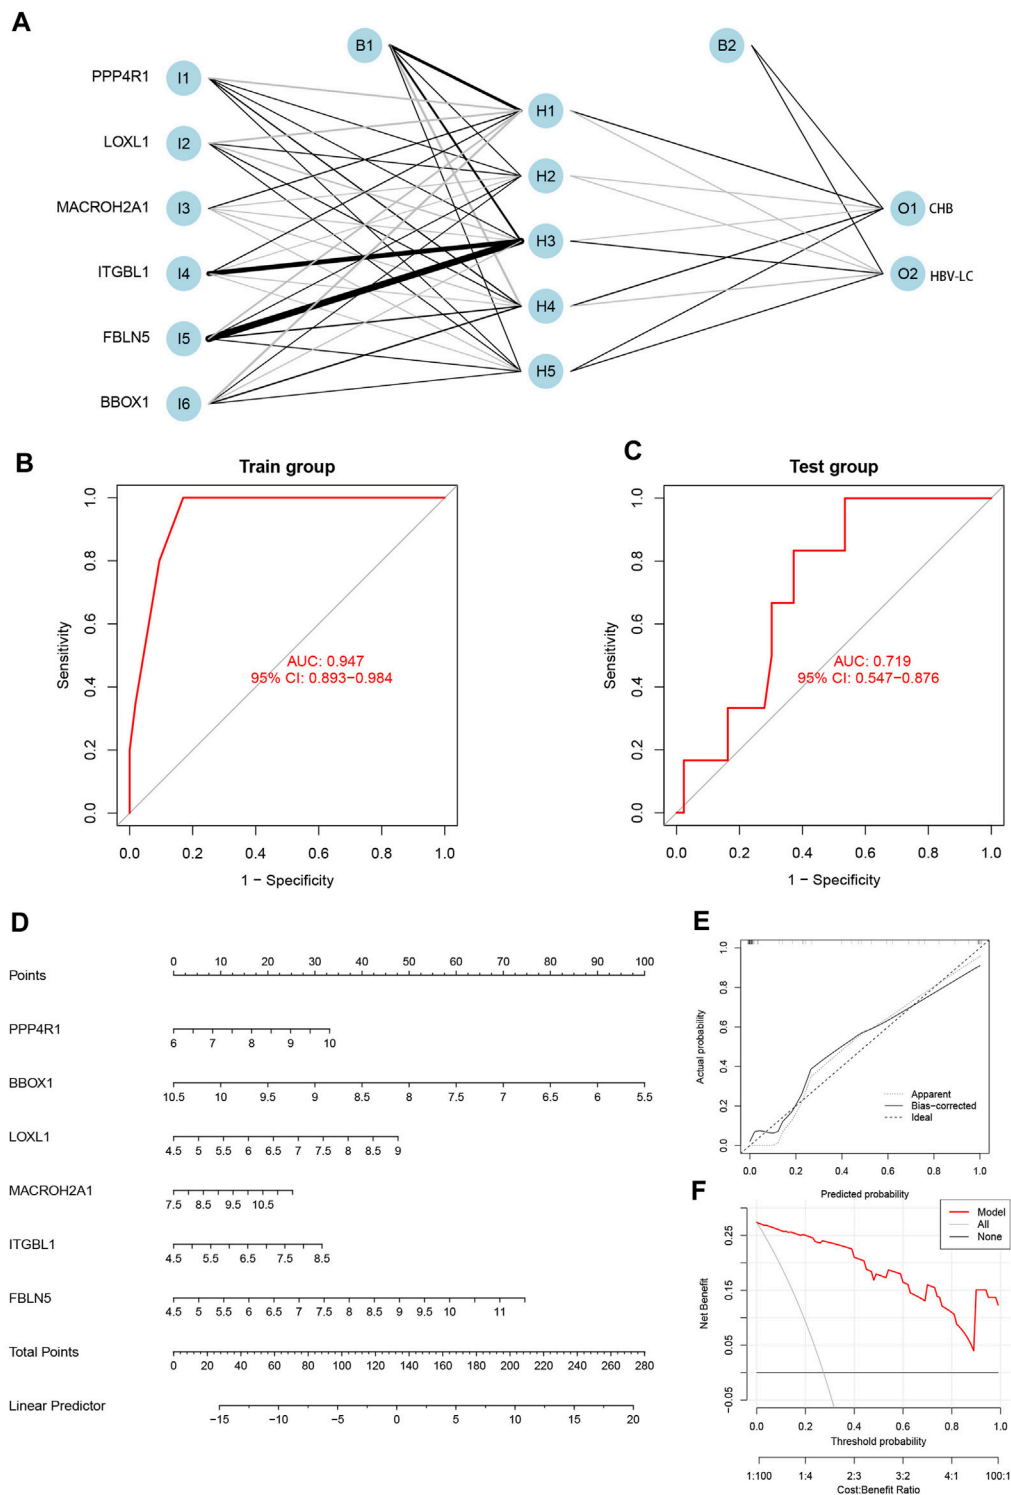 A
B1
B2
PPP4R1
I1
H1
LOXL1
I2
H2
MACROH2A1
I3
O1 CHB
H3
ITGBL1
I4
O2 HBV-LC
H4
FBLN5
I5
H5
BBOX1
I6
B
Train group
Sensitivity
0.0 0.2 0.4 0.6 0.8 1.0
AUC: 0.947
95% CI: 0.893–0.984
0.0 0.2 0.4 0.6 0.8 1.0
1 − Specificity
C
Test group
Sensitivity
0.0 0.2 0.4 0.6 0.8 1.0
AUC: 0.719
95% CI: 0.547–0.876
0.0 0.2 0.4 0.6 0.8 1.0
1 − Specificity
D
Points
0 10 20 30 40 50 60 70 80 90 100
PPP4R1
6 7 8 9 10
BBOX1
10.5 10 9.5 9 8.5 8 7.5 7 6.5 6 5.5
LOXL1
4.5 5 5.5 6 6.5 7 7.5 8 8.5 9
MACROH2A1
7.5 8.5 9.5 10.5
ITGBL1
4.5 5.5 6.5 7.5 8.5
FBLN5
4.5 5 5.5 6 6.5 7 7.5 8 8.5 9 9.5 10 11
Total Points
0 20 40 60 80 100 120 140 160 180 200 220 240 260 280
Linear Predictor
−15 −10 −5 0 5 10 15 20
E
Actual probability
0.0 0.2 0.4 0.6 0.8 1.0
Apparent
Bias−corrected
Ideal
0.0 0.2 0.4 0.6 0.8 1.0
Predicted probability
F
Net Benefit
−0.05 0.05 0.15 0.25
Model
All
None
0.0 0.2 0.4 0.6 0.8 1.0
Threshold probability
1:100 1:4 2:3 3:2 4:1 100:1
Cost:Benefit Ratio